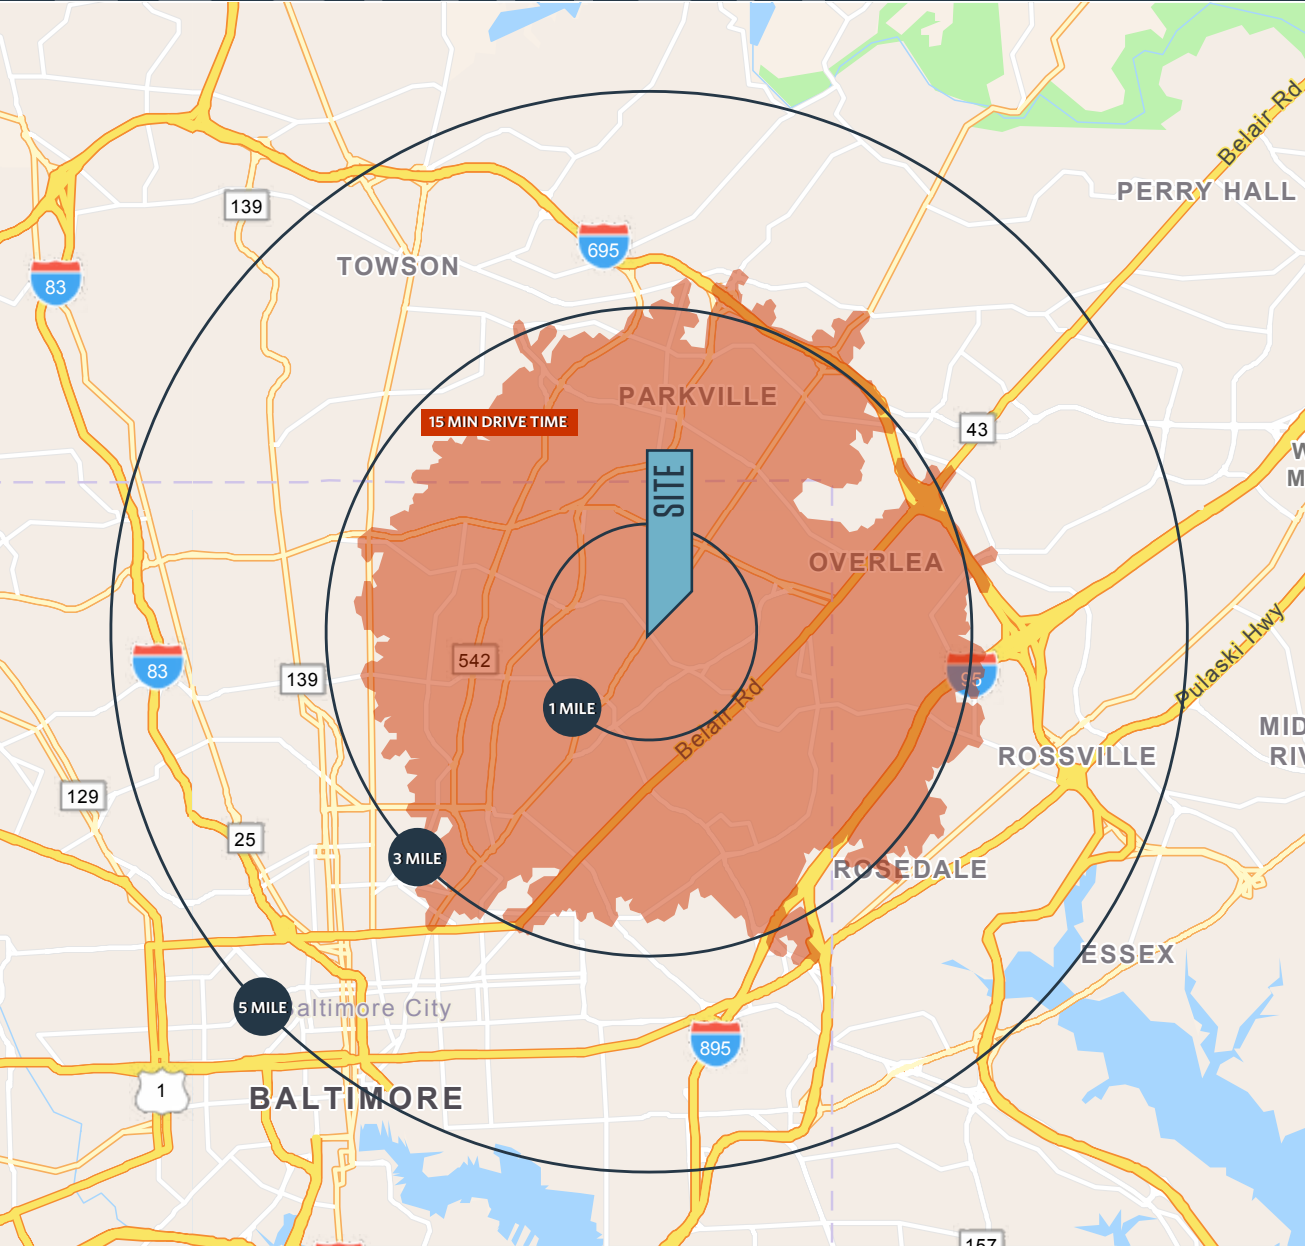 Belair Rd
PERRY HALL
139
TOWSON
695
83
PARKVILLE
15 MIN DRIVE TIME
43
SITE
OVERLEA
542
83
139
95
Pulaski Hwy
1 MILE
Belair Rd
ROSSVILLE
129
25
3 MILE
ROSEDALE
ESSEX
5 MILE
altimore City
895
1
BALTIMORE
157